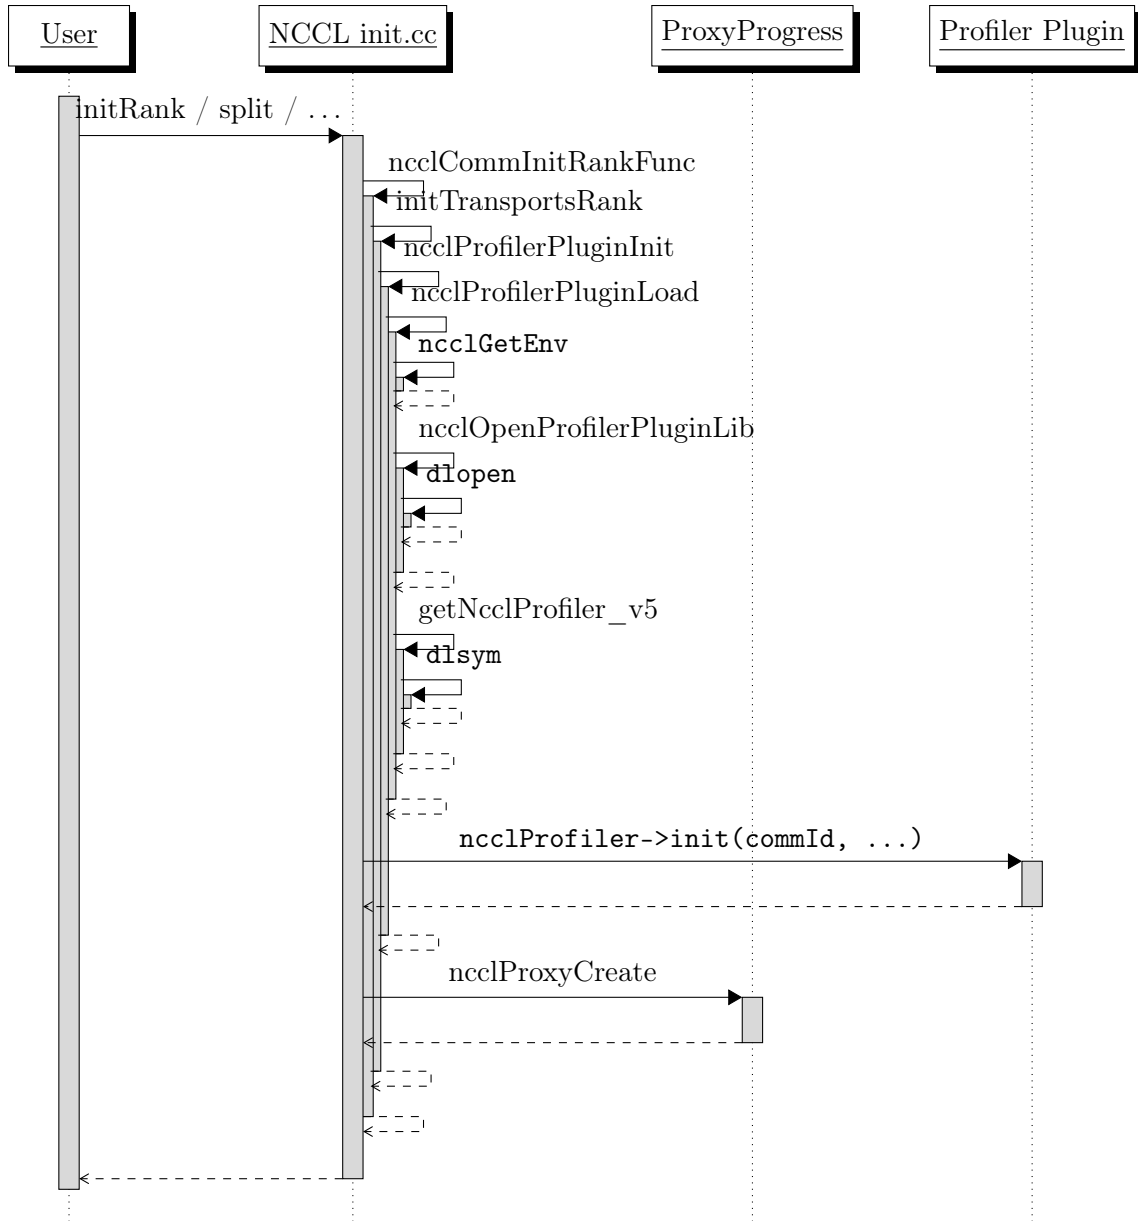 User
NCCL init.cc
ProxyProgress
Profiler Plugin
initRank / split / ...
ncclCommInitRankFunc
initTransportsRank
ncclProfilerPluginInit
ncclProfilerPluginLoad
ncclGetEnv
ncclOpenProfilerPluginLib
dlopen
getNcclProfiler_v5
dlsym
ncclProfiler->init(commId, ...)
ncclProxyCreate